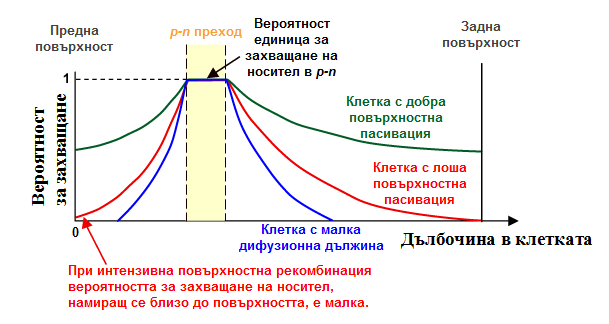 Предна
повърхност
p-n преход
Вероятност
единица за
захващане на
носител в p-n
Задна
повърхност
1
Вероятност
за захващане
Клетка с добра
повърхностна
пасивация
Клетка с лоша
повърхностна
пасивация
0
Клетка с малка
дифузионна дължина
Дълбочина в клетката
При интензивна повърхностна рекомбинация
вероятността за захващане на носител,
намиращ се близо до повърхността, е малка.